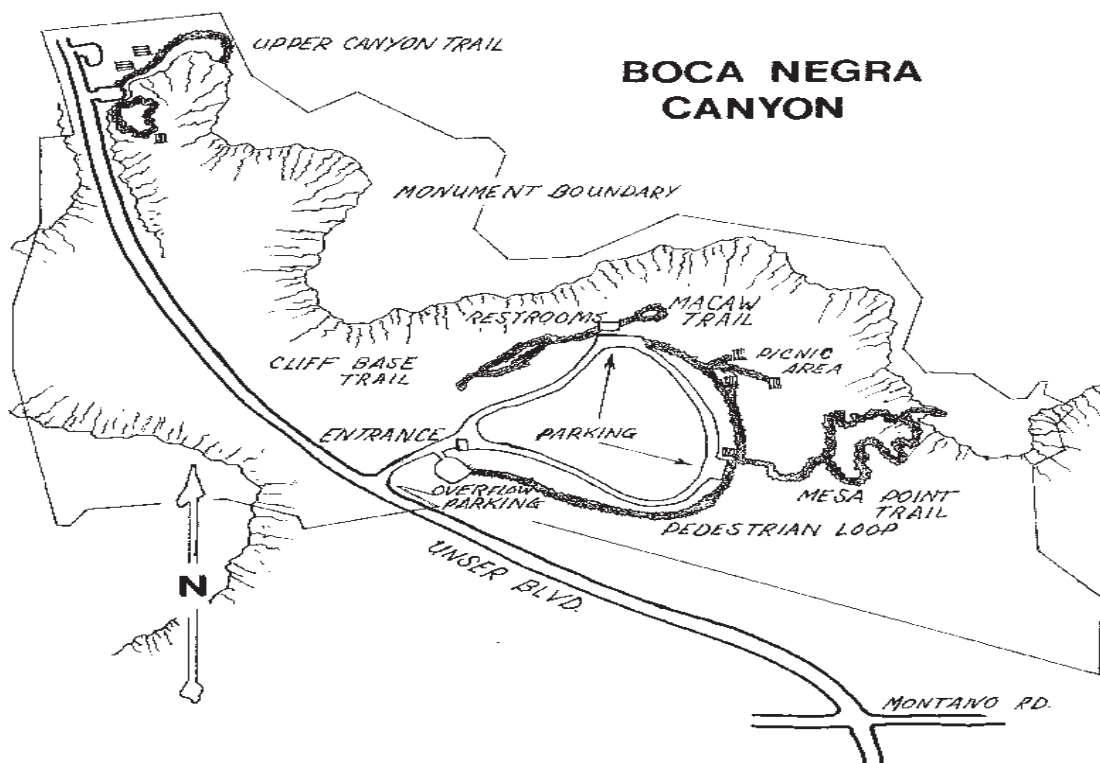 UPPER CANYON TRAIL
BOCA NEGRA
CANYON
MONUMENT BOUNDARY
MACAW
TRAIL
RESTROOMS
CLIFF BASE
TRAIL
PICNIC
AREA
ENTRANCE
PARKING
OVERFLOW
PARKING
MESA POINT
TRAIL
PEDESTRIAN LOOP
UNSER BLVD.
N
MONTANO RD.